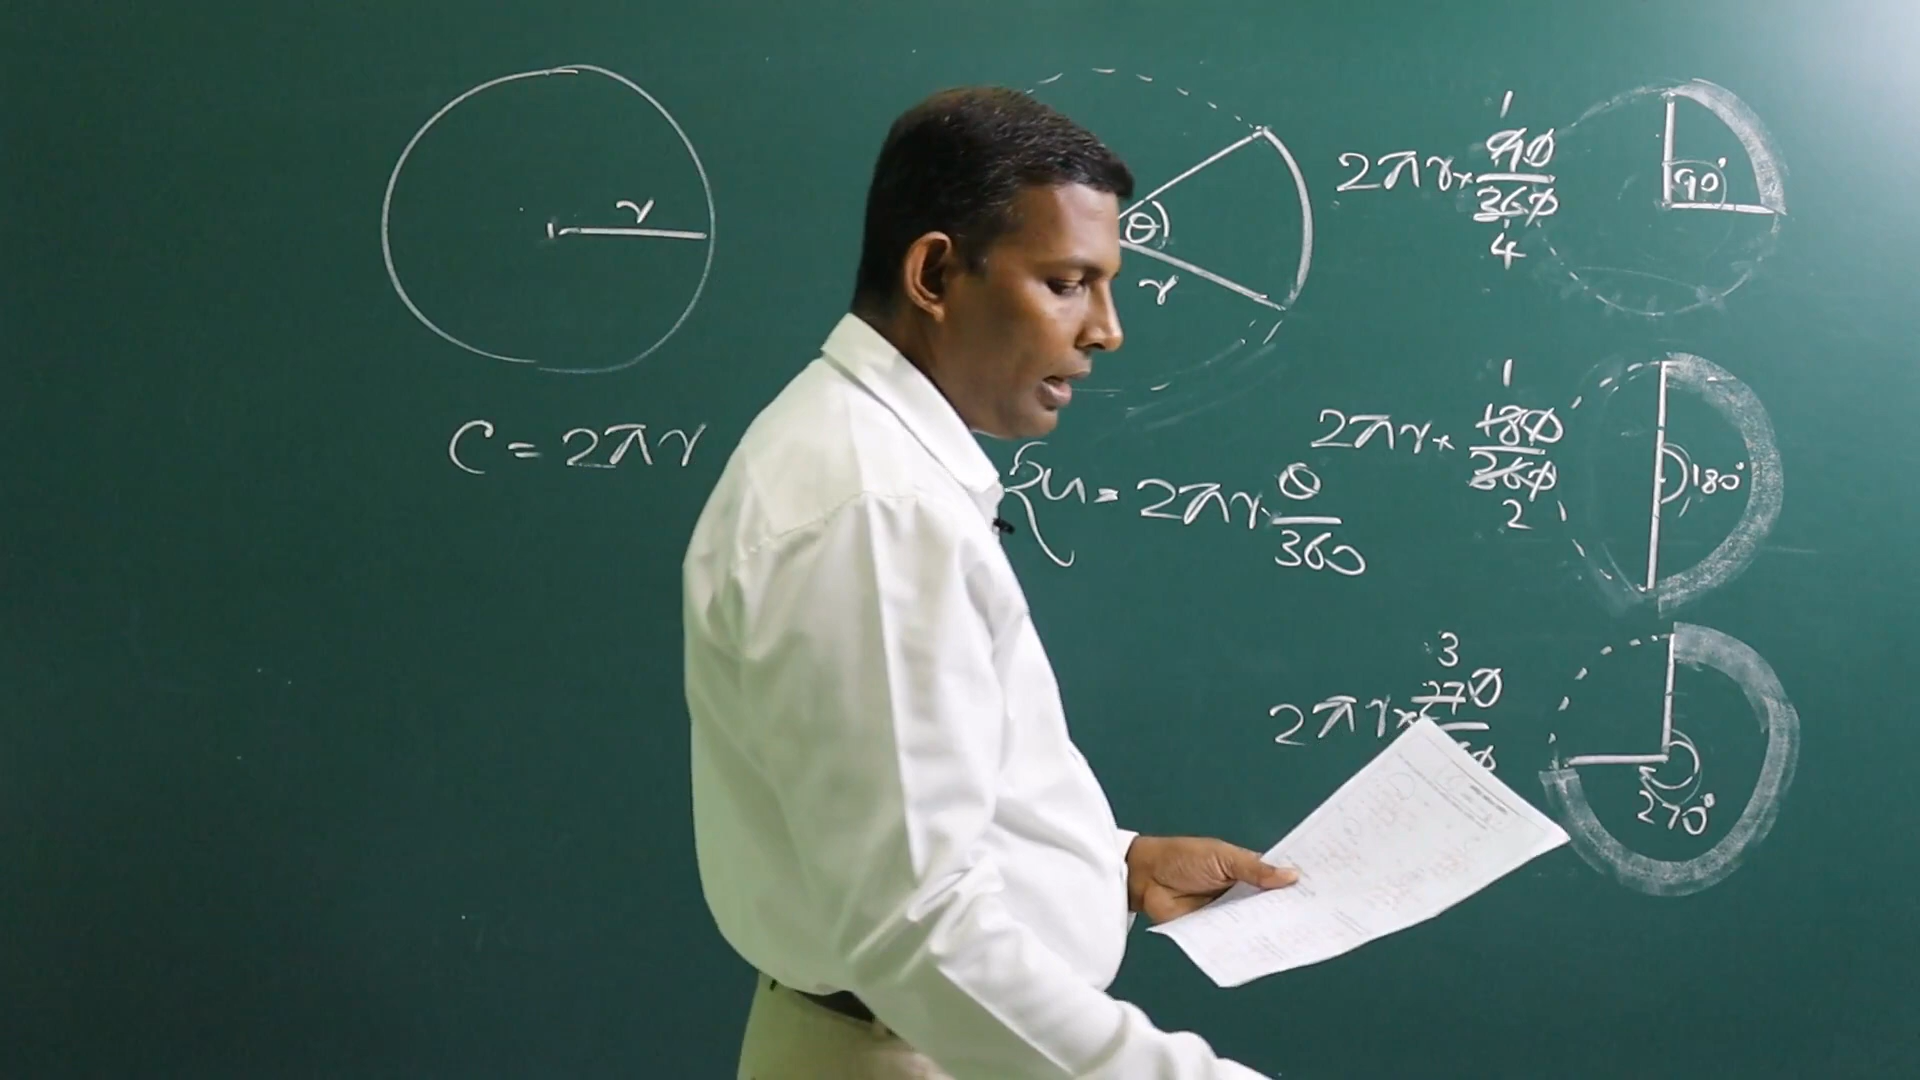 r
C = 2πr
θ
r
2πr × θ/360
2πr × 90/360
1
4
90°
2πr × 180/360
1
2
180°
2πr × 270
3
270°